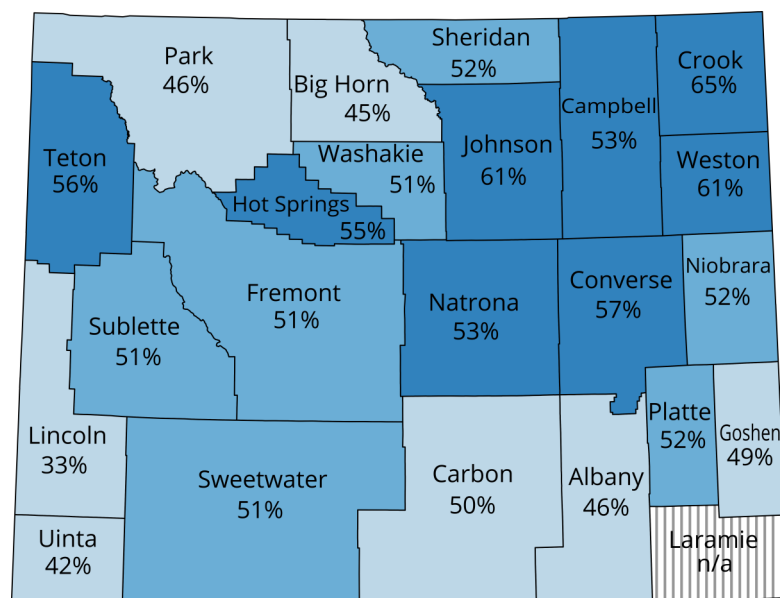 Park
46%
Big Horn
45%
Sheridan
52%
Campbell
53%
Crook
65%
Teton
56%
Washakie
51%
Johnson
61%
Weston
61%
Hot Springs
55%
Fremont
51%
Natrona
53%
Converse
57%
Niobrara
52%
Sublette
51%
Lincoln
33%
Sweetwater
51%
Carbon
50%
Albany
46%
Platte
52%
Goshen
49%
Uinta
42%
Laramie
n/a